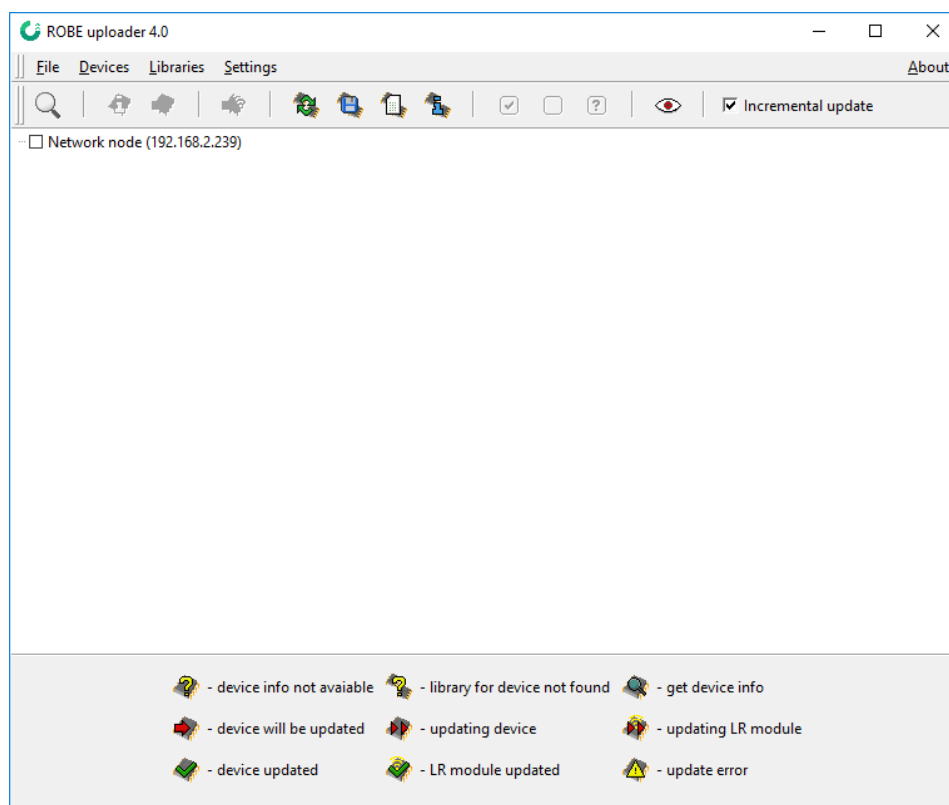 ROBE uploader 4.0
File Devices Libraries Settings About
Incremental update
Network node (192.168.2.239)
- device info not avaiable - library for device not found - get device info
- device will be updated - updating device - updating LR module
- device updated - LR module updated - update error